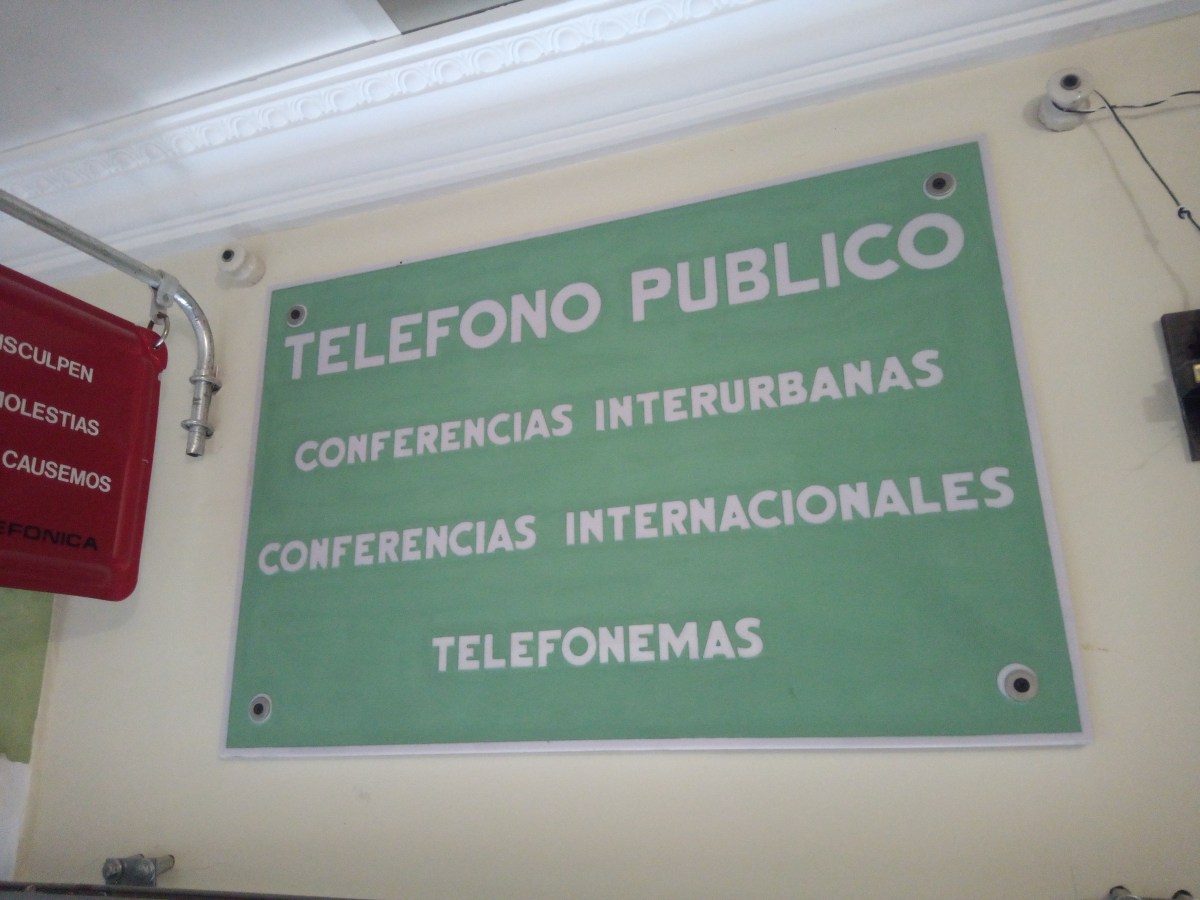 TELEFONO PUBLICO
CONFERENCIAS INTERURBANAS
CONFERENCIAS INTERNACIONALES
TELEFONEMAS
MOLESTIAS
CAUSEMOS